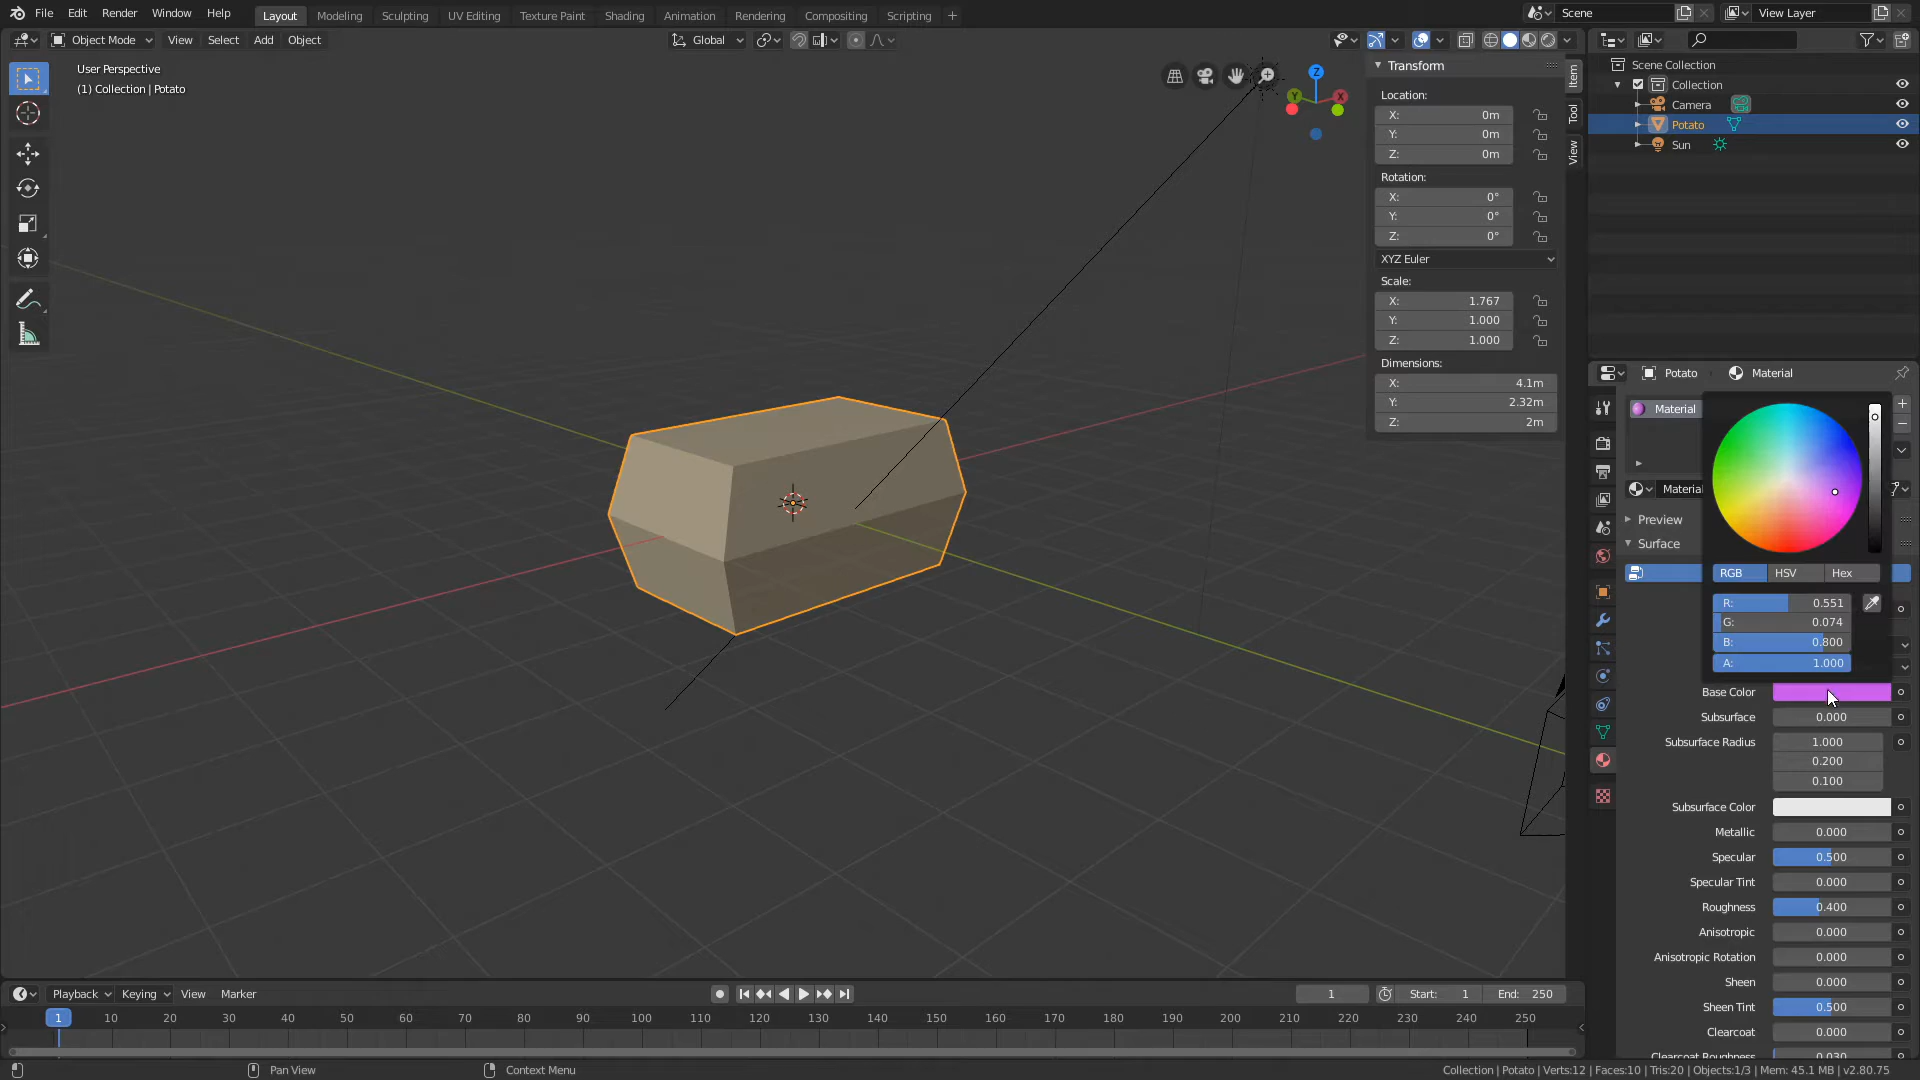 File Edit Render Window Help Layout Modeling Sculpting UV Editing Texture Paint Shading Animation Rendering Compositing Scripting + Scene View Layer
Object Mode View Select Add Object Global
User Perspective
(1) Collection | Potato
Z
Y
X
Transform
Location:
X: 0m
Y: 0m
Z: 0m
Rotation:
X: 0°
Y: 0°
Z: 0°
XYZ Euler
Scale:
X: 1.767
Y: 1.000
Z: 1.000
Dimensions:
X: 4.1m
Y: 2.32m
Z: 2m
Item
Tool
View
Scene Collection
Collection
Camera
Potato
Sun
Potato Material
Material
Material
Preview
Surface
RGB HSV Hex
R: 0.551
G: 0.074
B: 0.800
A: 1.000
Base Color
Subsurface 0.000
Subsurface Radius 1.000
0.200
0.100
Subsurface Color
Metallic 0.000
Specular 0.500
Specular Tint 0.000
Roughness 0.400
Anisotropic 0.000
Anisotropic Rotation 0.000
Sheen 0.000
Sheen Tint 0.500
Clearcoat 0.000
Clearcoat Roughness 0.030
Playback Keying View Marker 1 Start: 1 End: 250
1 10 20 30 40 50 60 70 80 90 100 110 120 130 140 150 160 170 180 190 200 210 220 230 240 250
Pan View Context Menu Collection | Potato | Verts:12 | Faces:10 | Tris:20 | Objects:1/3 | Mem: 45.1 MB | v2.80.75